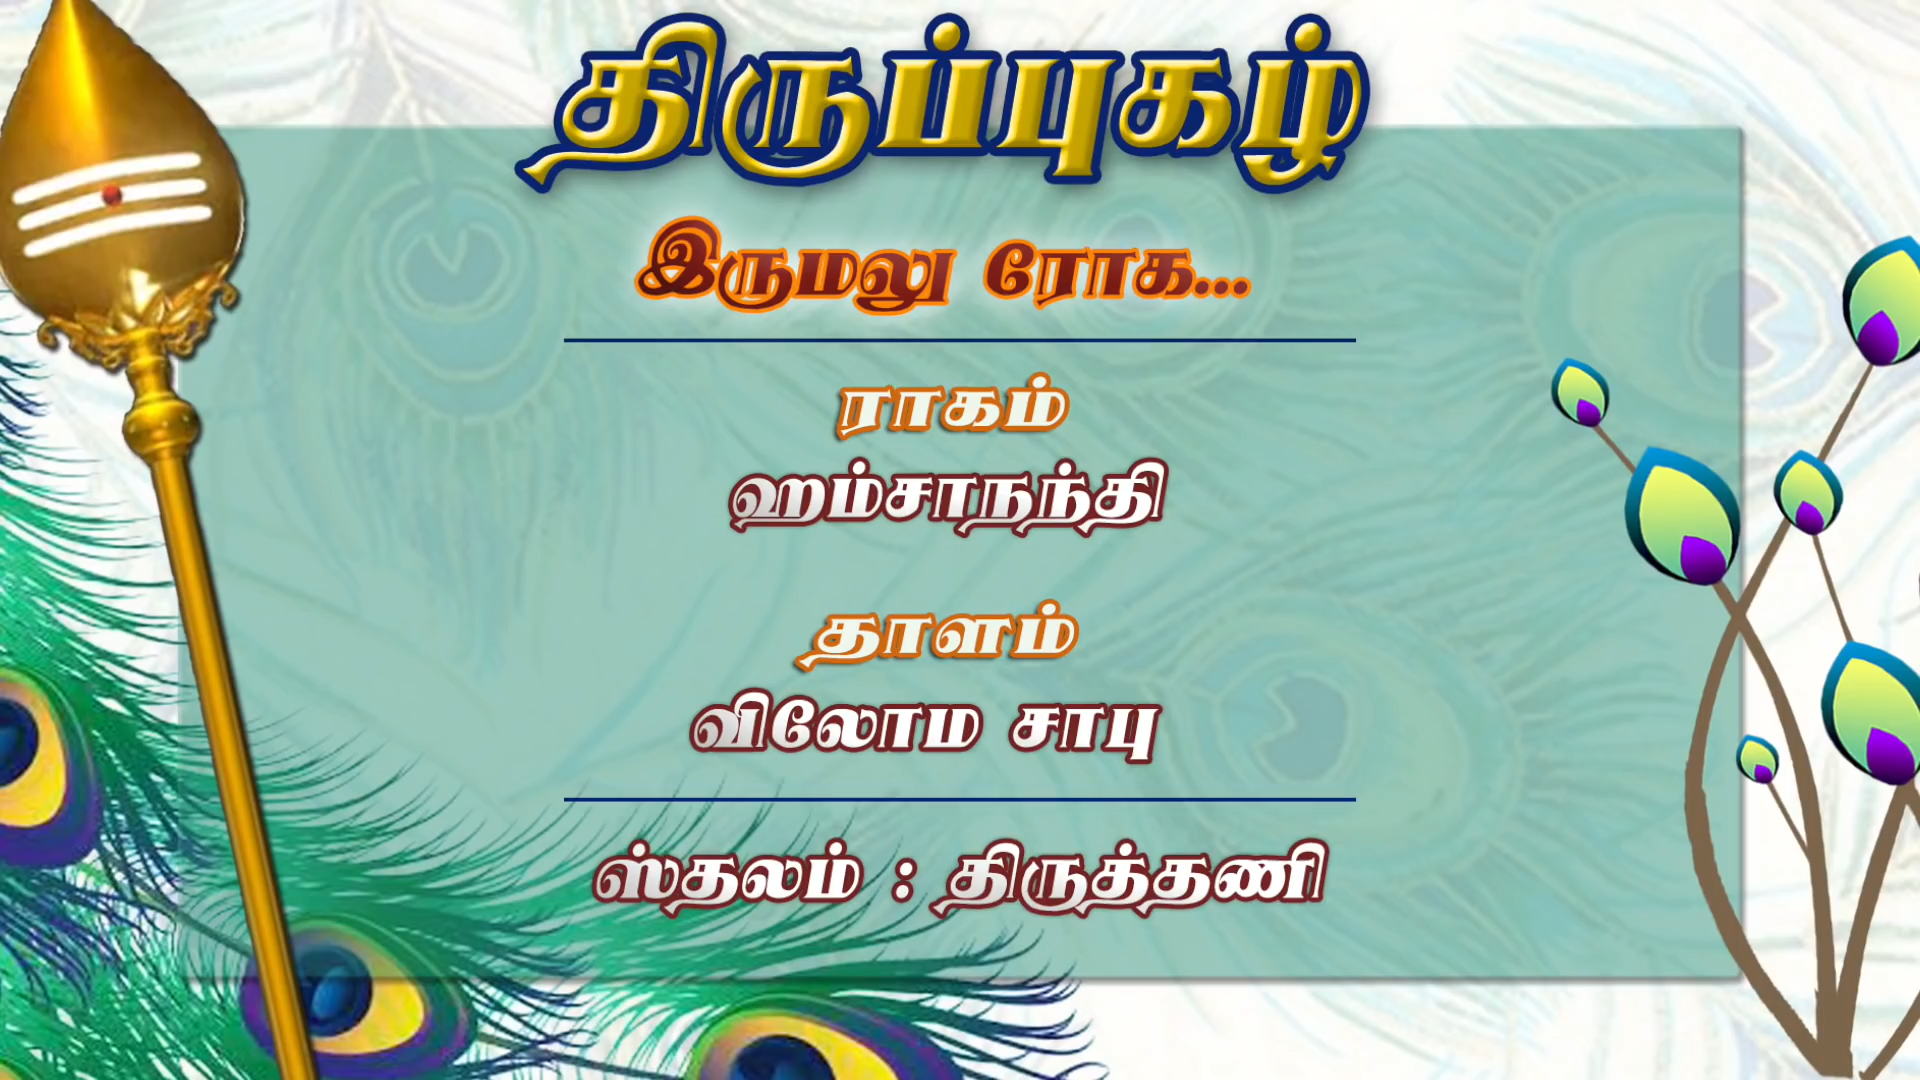 திருப்புகழ்
இருமலு ரோக...
ராகம்
ஹம்சாநந்தி
தாளம்
விலோம சாபு
ஸ்தலம் : திருத்தணி